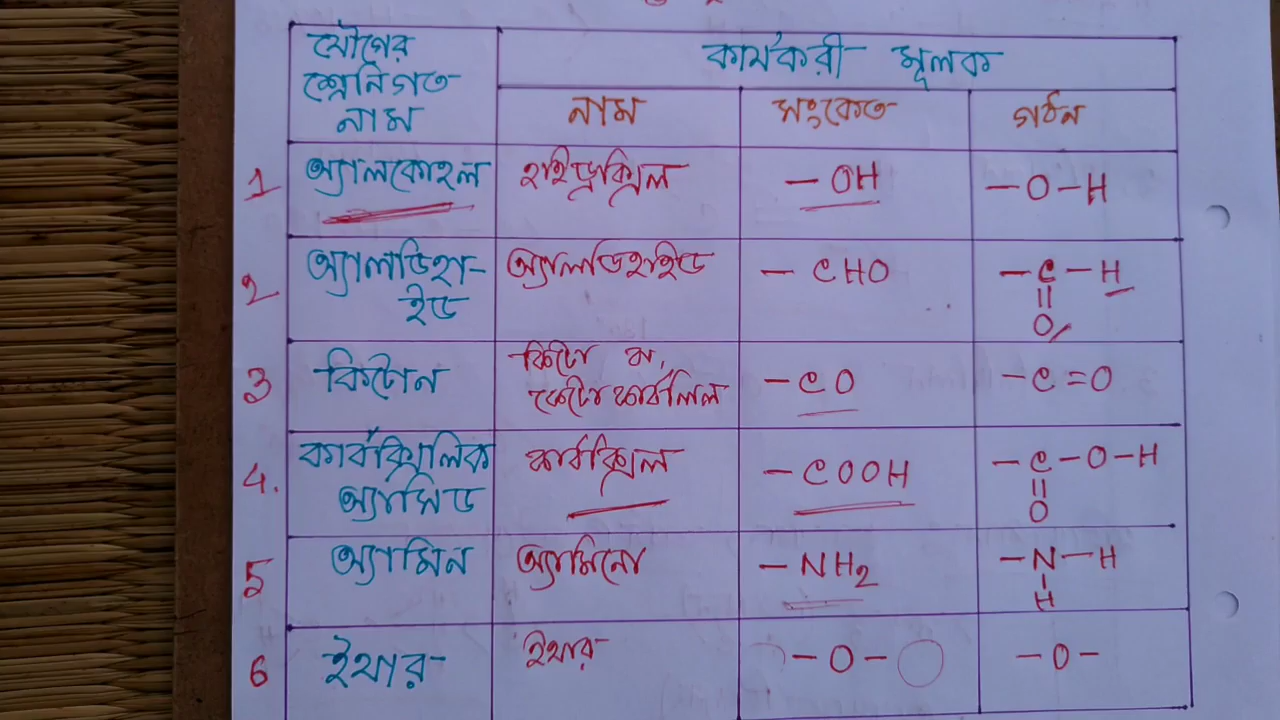 যৌগের
শ্রেনিগত
নাম
কার্যকরী মূলক
নাম
সংকেত
গঠন
1
অ্যালকোহল
হাইড্রক্সিল
– OH
– O – H
2
অ্যালডিহা-
ইড
অ্যালডিহাইড
– CHO
– C – H
||
O
3
কিটোন
কিটো বা,
কিটো কার্বনিল
– CO
– C = O
4.
কার্বক্সিলিক
অ্যাসিড
কার্বক্সিল
– COOH
– C – O – H
||
O
5
অ্যামিন
অ্যামিনো
– NH₂
– N – H
|
H
6
ইথার
ইথার
– O –
– O –